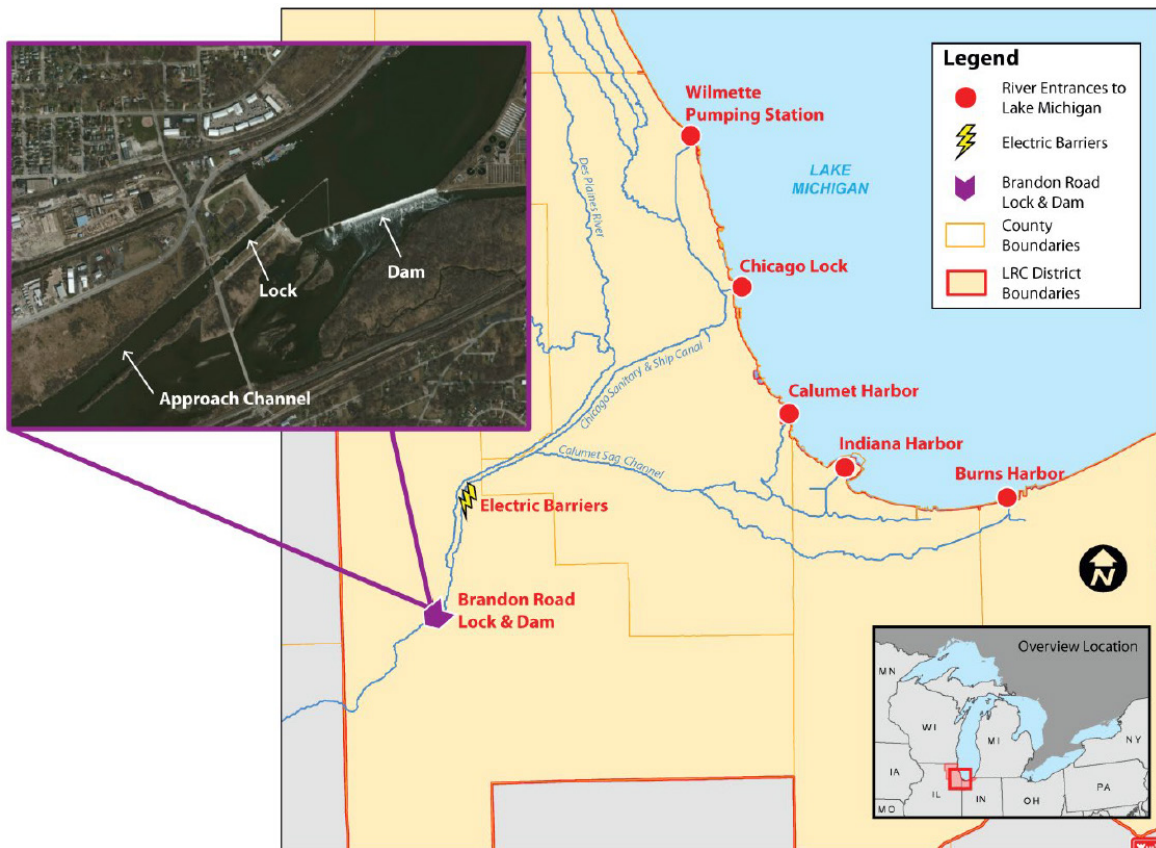 Lock
Dam
Approach Channel
Wilmette
Pumping Station
Des Plaines River
LAKE
MICHIGAN
Chicago Lock
Chicago Sanitary & Ship Canal
Calumet Harbor
Calumet Sag Channel
Indiana Harbor
Burns Harbor
Electric Barriers
Brandon Road
Lock & Dam
Legend
River Entrances to
Lake Michigan
Electric Barriers
Brandon Road
Lock & Dam
County
Boundaries
LRC District
Boundaries
N
Overview Location
MN
WI
MI
NY
IA
IL
IN
OH
PA
MO